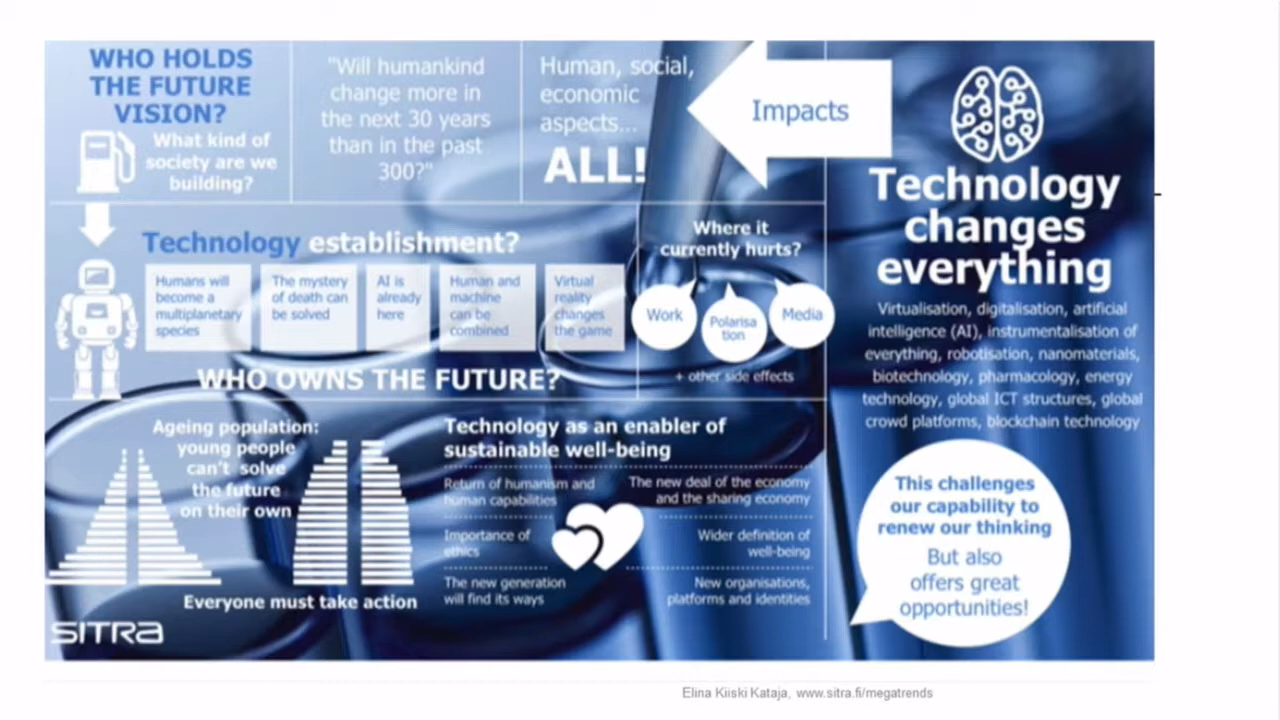 WHO HOLDS
THE FUTURE
VISION?
What kind of
society are we
building?
"Will humankind
change more in
the next 30 years
than in the past
300?"
Human, social,
economic
aspects...
ALL!
Impacts
Technology
changes
everything
Virtualisation, digitalisation, artificial
intelligence (AI), instrumentalisation of
everything, robotisation, nanomaterials,
biotechnology, pharmacology, energy
technology, global ICT structures, global
crowd platforms, blockchain technology
This challenges
our capability to
renew our thinking
But also
offers great
opportunities!
Technology establishment?
Humans will
become a
multiplanetary
species
The mystery
of death can
be solved
AI is
already
here
Human and
machine
can be
combined
Virtual
reality
changes
the game
WHO OWNS THE FUTURE?
Where it
currently hurts?
Work
Polarisa
tion
Media
+ other side effects
Ageing population:
young people
can't solve
the future
on their own
Everyone must take action
Technology as an enabler of
sustainable well-being
Return of humanism and
human capabilities
The new deal of the economy
and the sharing economy
Importance of
ethics
Wider definition of
well-being
The new generation
will find its ways
New organisations,
platforms and identities
SITRA
Elina Kiiski Kataja, www.sitra.fi/megatrends